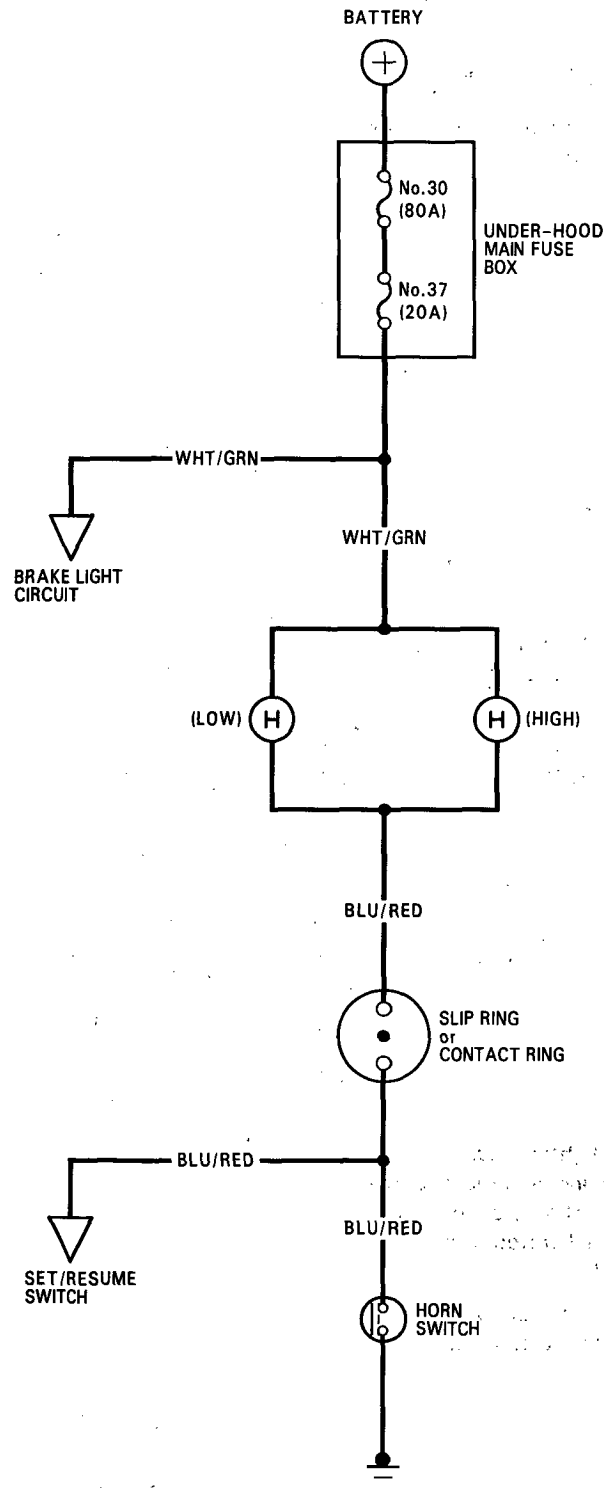 BATTERY
No.30
(80A)
UNDER-HOOD
MAIN FUSE
BOX
No.37
(20A)
WHT/GRN
WHT/GRN
BRAKE LIGHT
CIRCUIT
(LOW) H
H (HIGH)
BLU/RED
SLIP RING
or
CONTACT RING
BLU/RED
BLU/RED
SET/RESUME
SWITCH
HORN
SWITCH